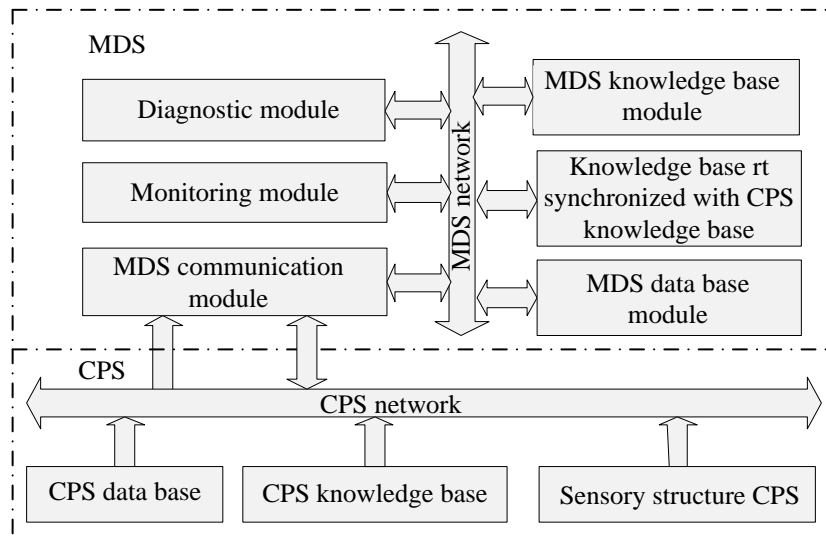 MDS
Diagnostic module
Monitoring module
MDS communication
module
MDS network
MDS knowledge base
module
Knowledge base rt
synchronized with CPS
knowledge base
MDS data base
module
CPS
CPS network
CPS data base
CPS knowledge base
Sensory structure CPS